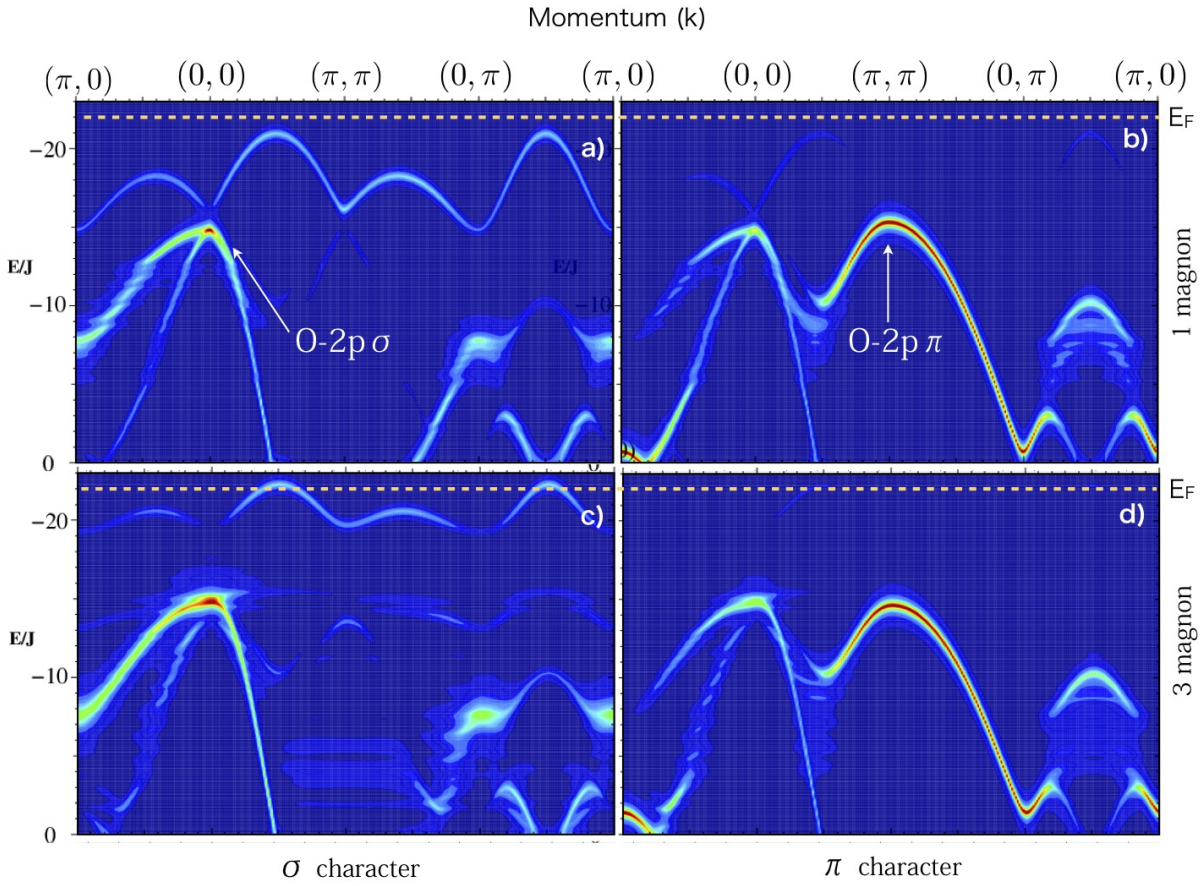 Momentum (k)
(π,0) (0,0) (π,π) (0,π) (π,0) (0,0) (π,π) (0,π) (π,0)
E_F
−20 a) b)
1 magnon
E/J E/J
−10 −10
O-2p σ O-2p π
0 0
E_F
−20 c) d)
3 magnon
E/J
−10
0
σ character π character